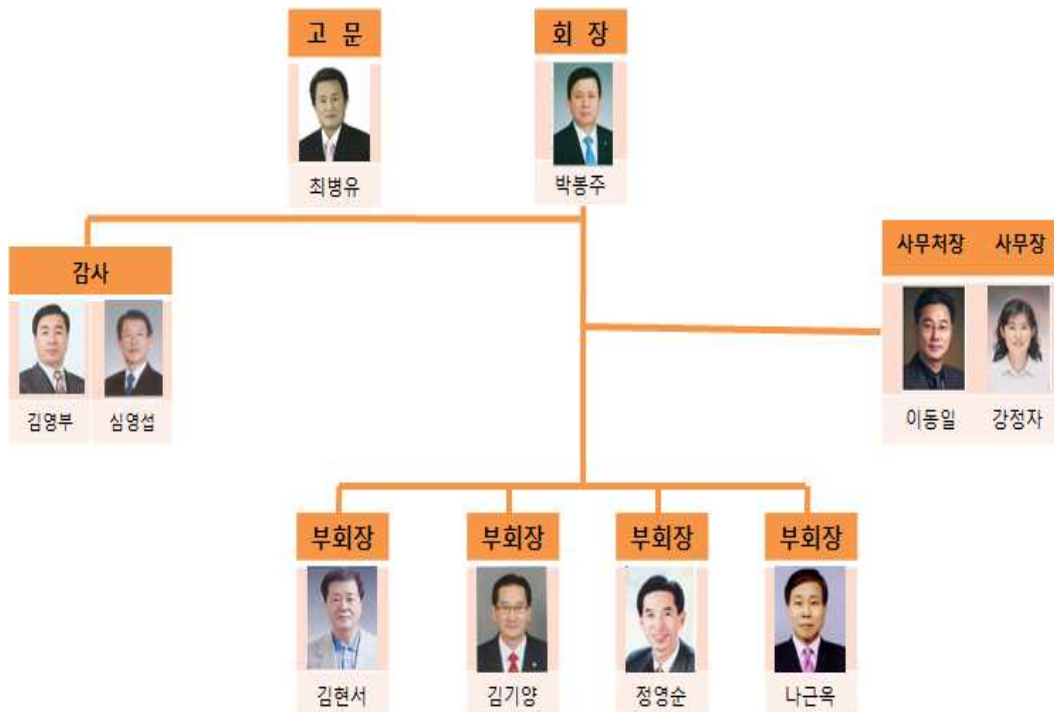 고 문
회 장
최병유
박봉주
감사
사무처장 사무장
김영부 심영섭
이동일 강정자
부회장 부회장 부회장 부회장
김현서 김기양 정영순 나근옥